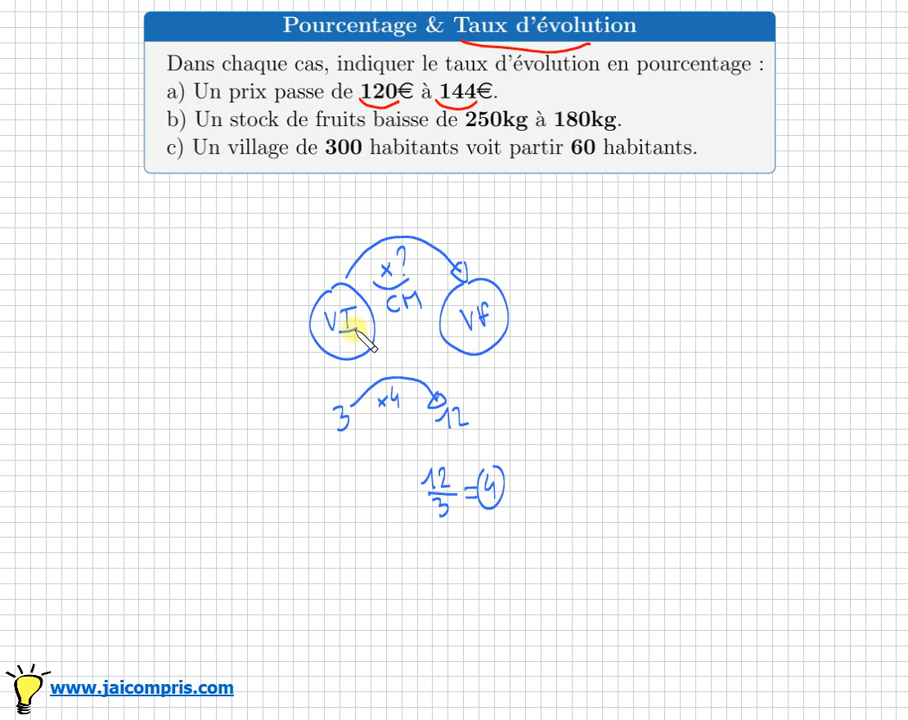 Pourcentage & Taux d'évolution
Dans chaque cas, indiquer le taux d'évolution en pourcentage :
a) Un prix passe de 120€ à 144€.
b) Un stock de fruits baisse de 250kg à 180kg.
c) Un village de 300 habitants voit partir 60 habitants.
x?
CM
VI
VF
x4
3
12
12
3
=4
www.jaicompris.com